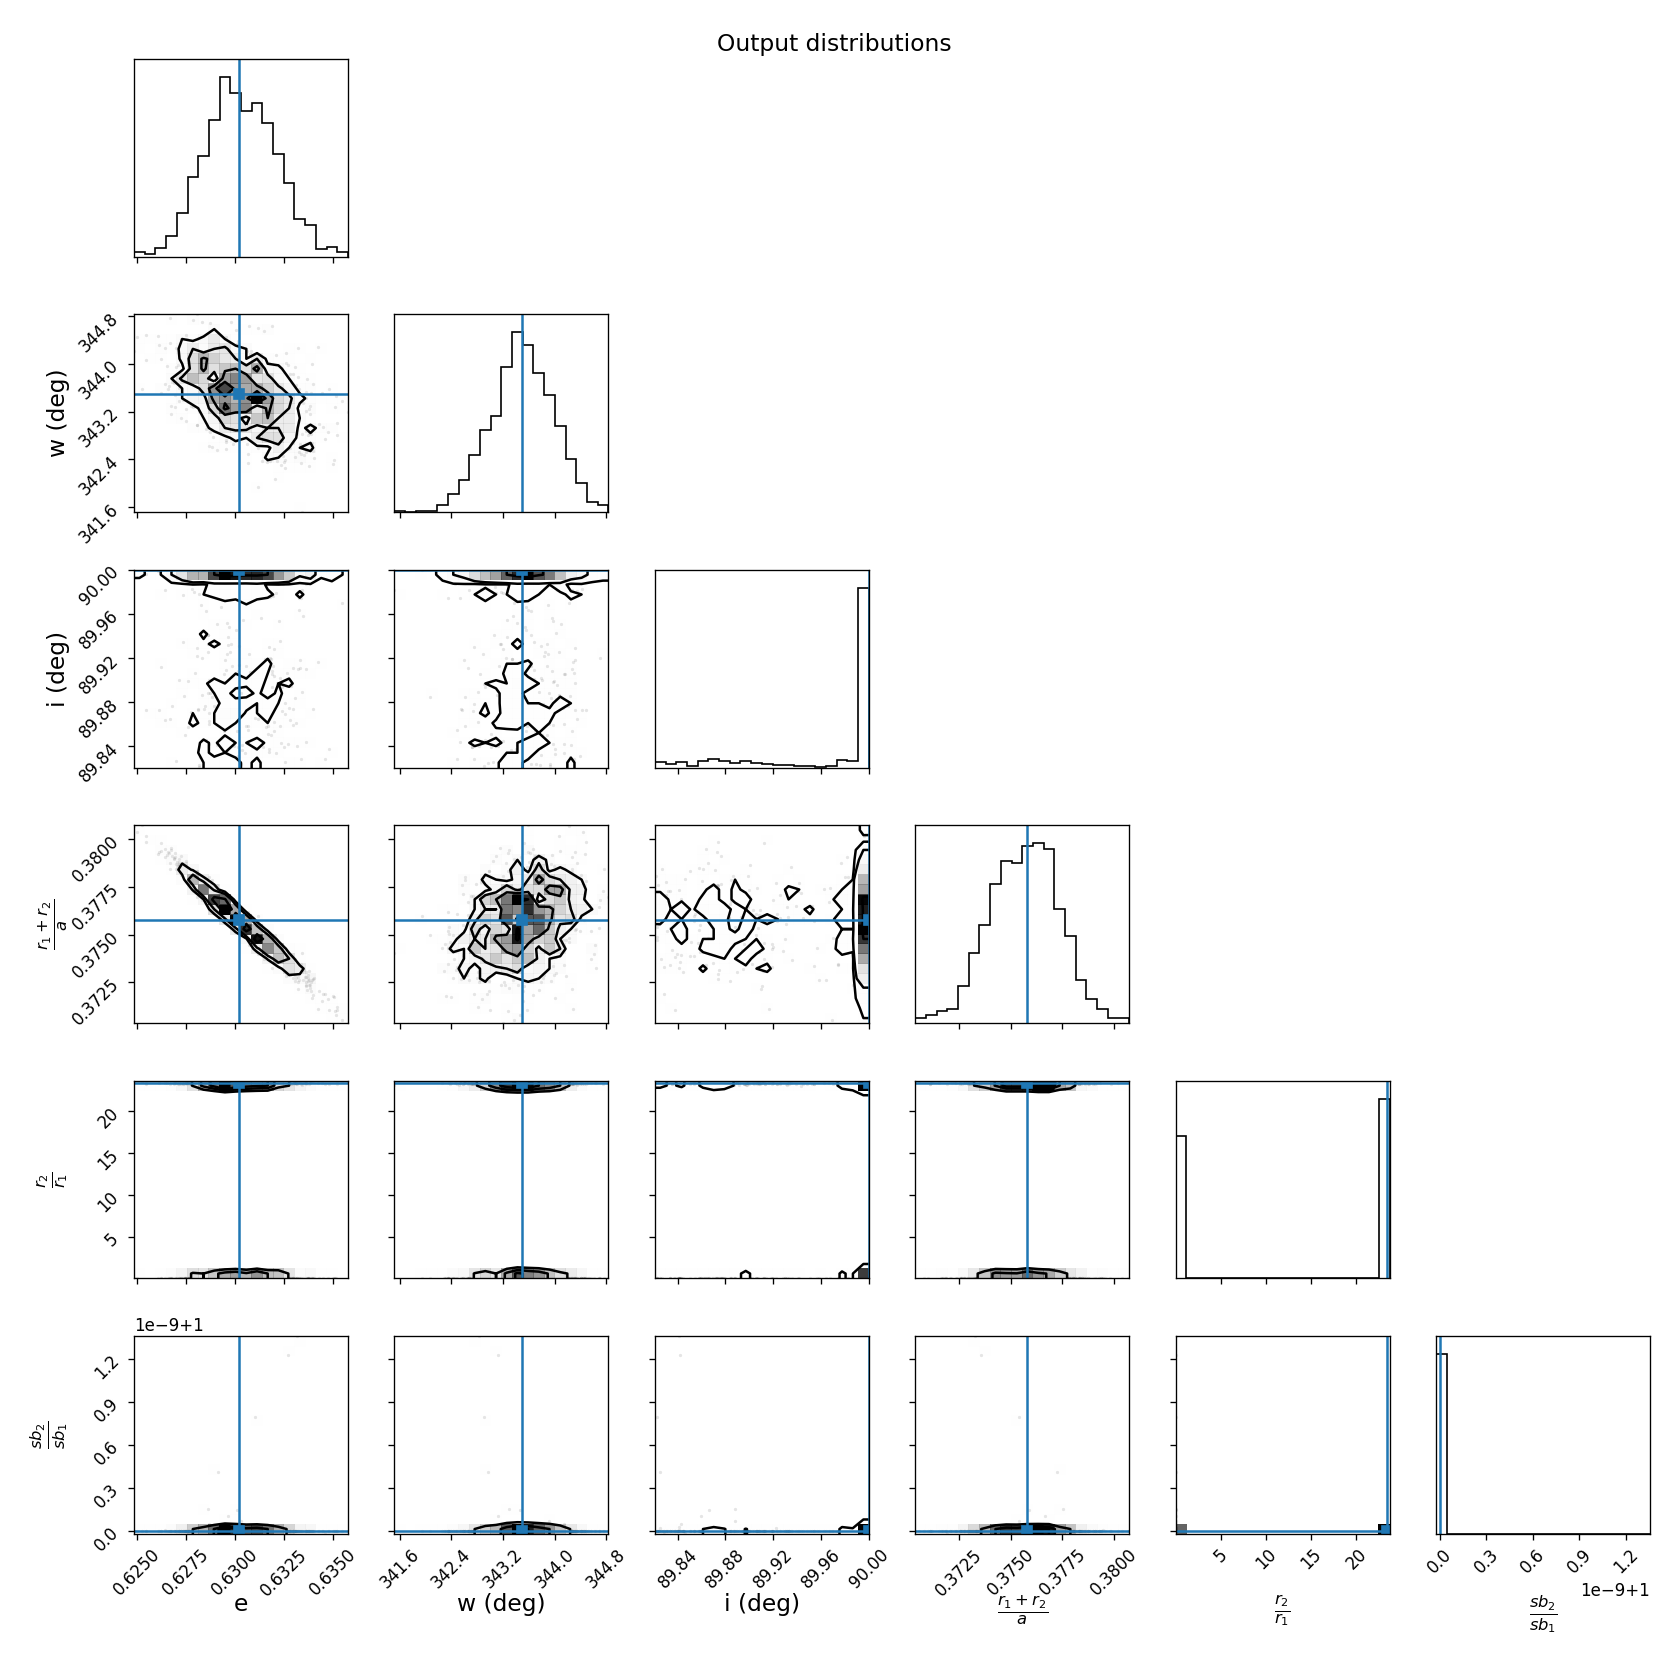 Output distributions
344.8
344.0
343.2
342.4
341.6
w (deg)
90.00
89.96
89.92
89.88
89.84
i (deg)
0.3800
0.3775
0.3750
0.3725
r₁ + r₂
a
20
15
10
5
r₂
r₁
1e−9+1
1.2
0.9
0.6
0.3
0.0
sb₂
sb₁
0.6250 0.6275 0.6300 0.6325 0.6350
e
341.6 342.4 343.2 344.0 344.8
w (deg)
89.84 89.88 89.92 89.96 90.00
i (deg)
0.3725 0.3750 0.3775 0.3800
r₁ + r₂
a
5 10 15 20
r₂
r₁
0.0 0.3 0.6 0.9 1.2
1e−9+1
sb₂
sb₁